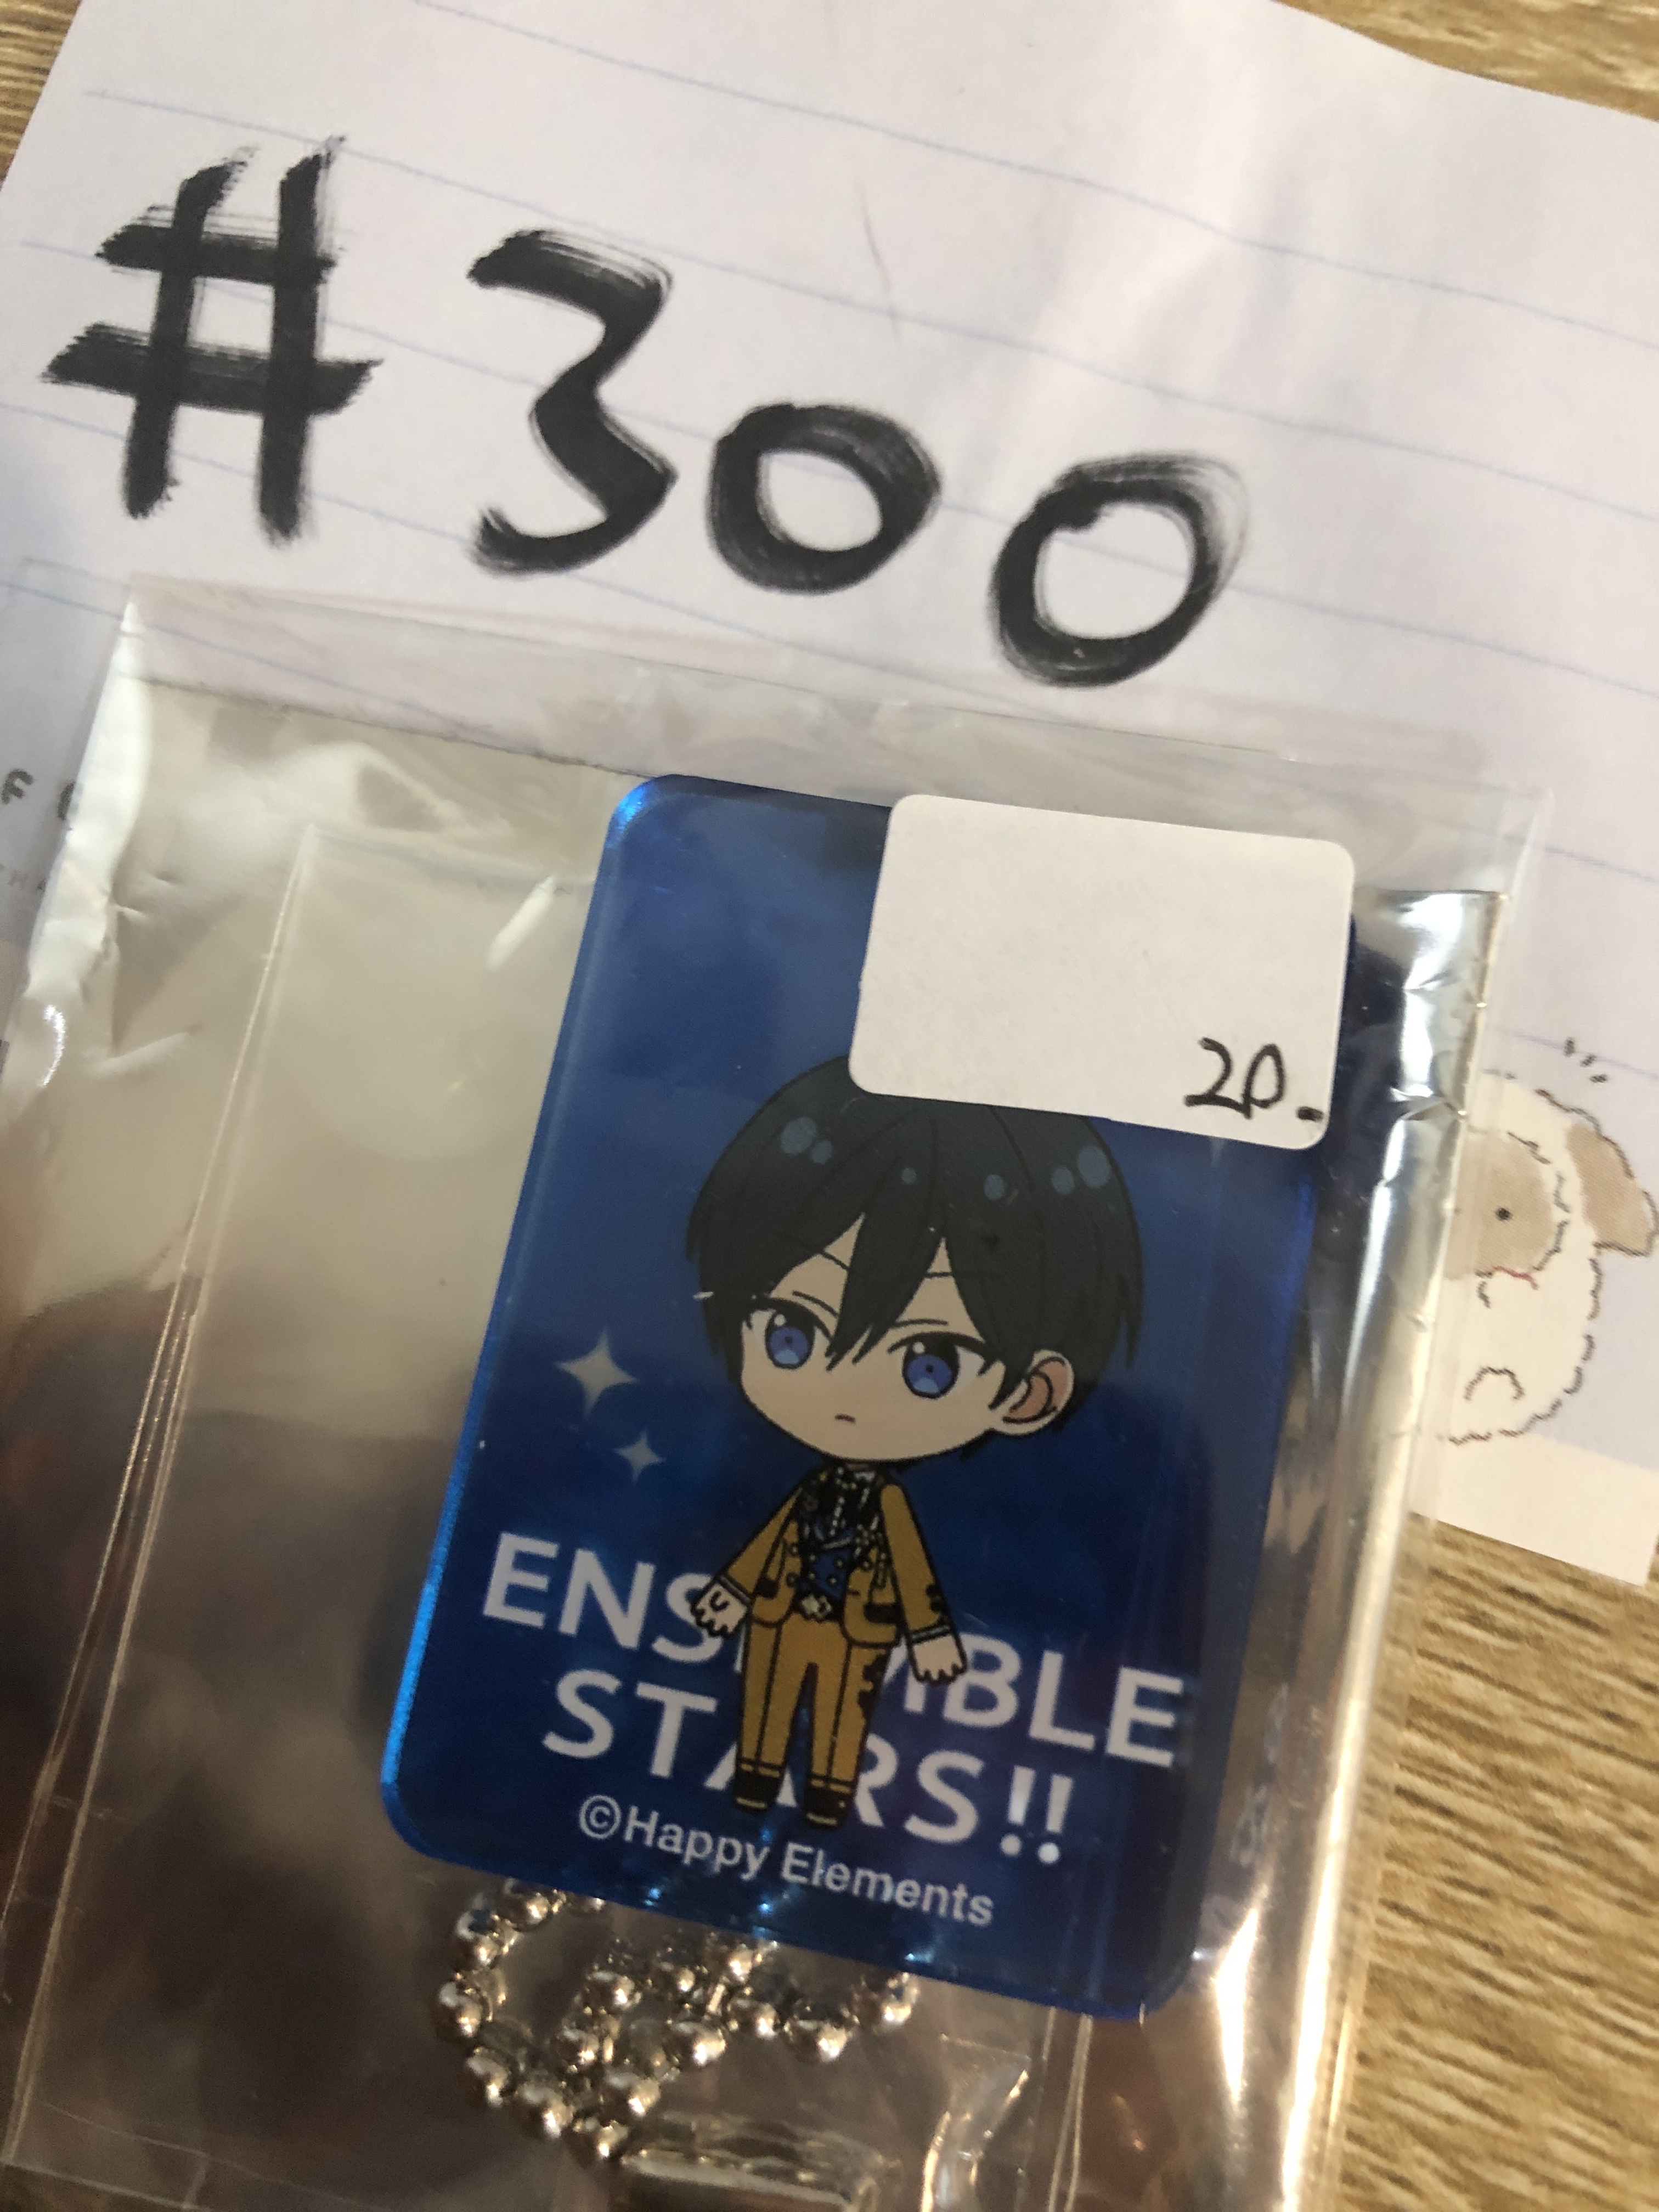 #300
20.
ENSEMBLE
STARS!!
©Happy Elements